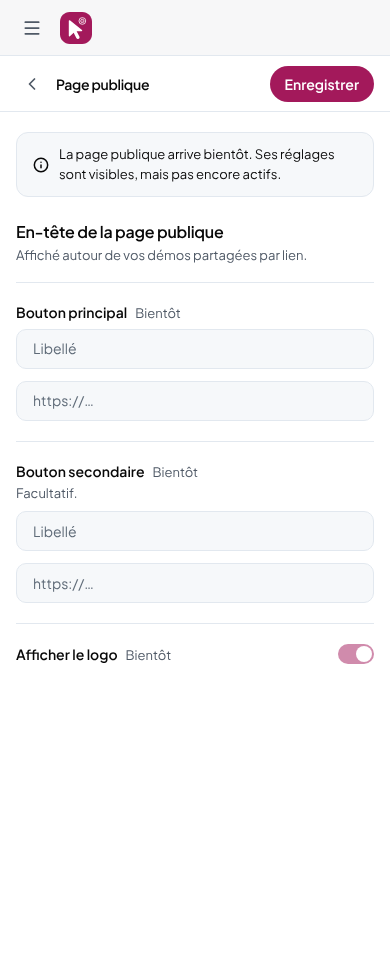 Page publique
Enregistrer
La page publique arrive bientôt. Ses réglages
sont visibles, mais pas encore actifs.
En-tête de la page publique
Affiché autour de vos démos partagées par lien.
Bouton principal Bientôt
Libellé
https://...
Bouton secondaire Bientôt
Facultatif.
Libellé
https://...
Afficher le logo Bientôt